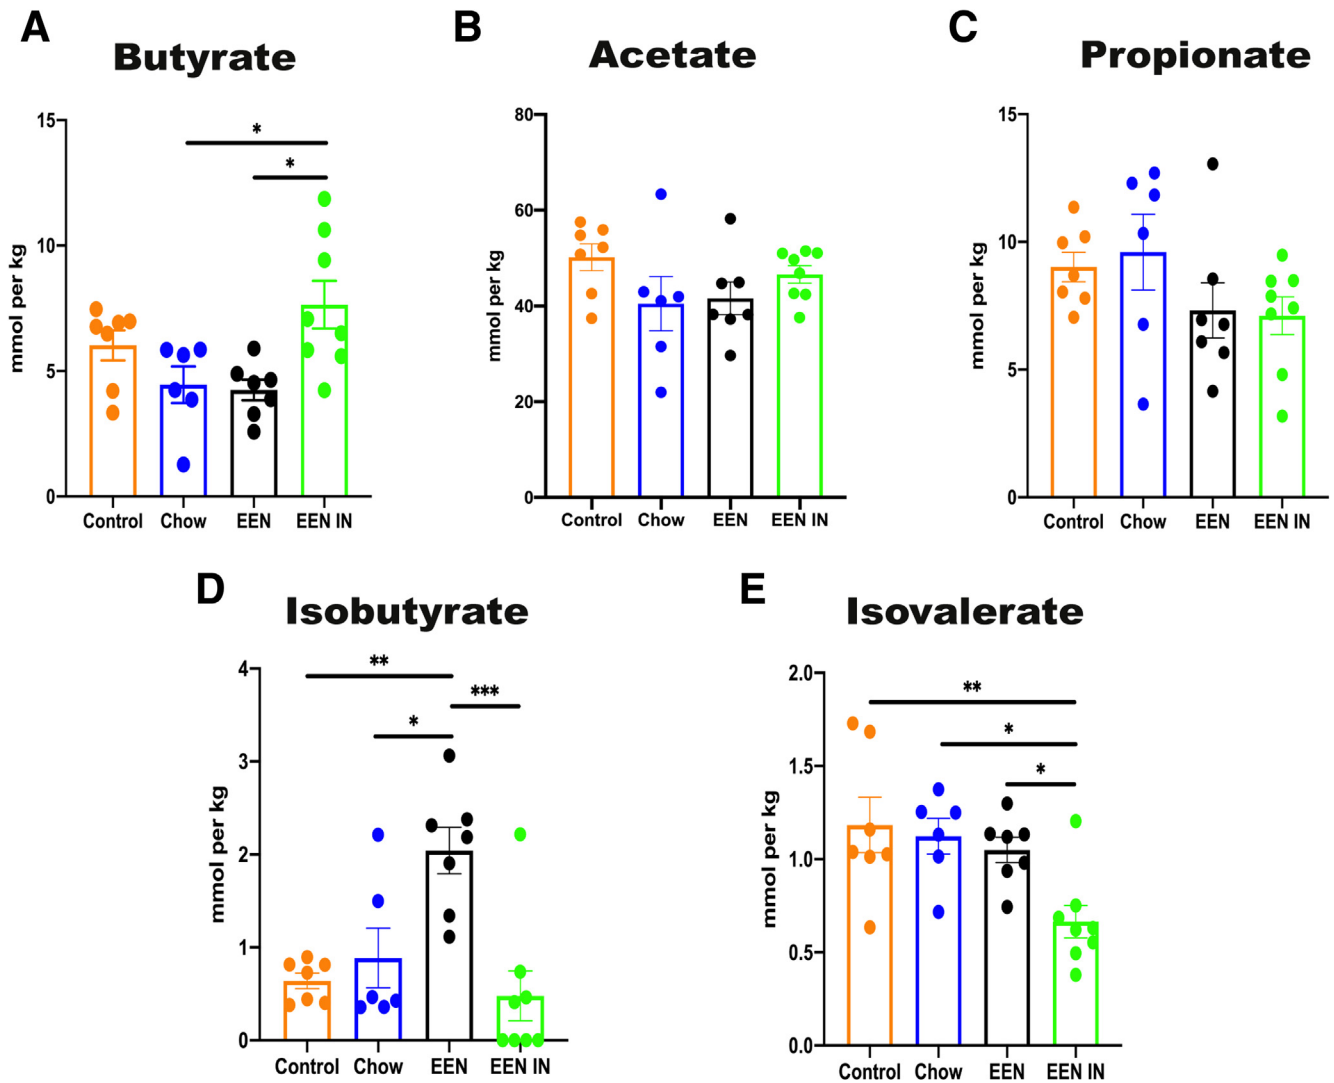 A
Butyrate
15
10
5
0
mmol per kg
*
*
Control Chow EEN EEN IN
B
Acetate
80
60
40
20
0
mmol per kg
Control Chow EEN EEN IN
C
Propionate
15
10
5
0
mmol per kg
Control Chow EEN EEN IN
D
Isobutyrate
4
3
2
1
0
mmol per kg
**
***
*
Control Chow EEN EEN IN
E
Isovalerate
2.0
1.5
1.0
0.5
0.0
mmol per kg
**
*
*
Control Chow EEN EEN IN